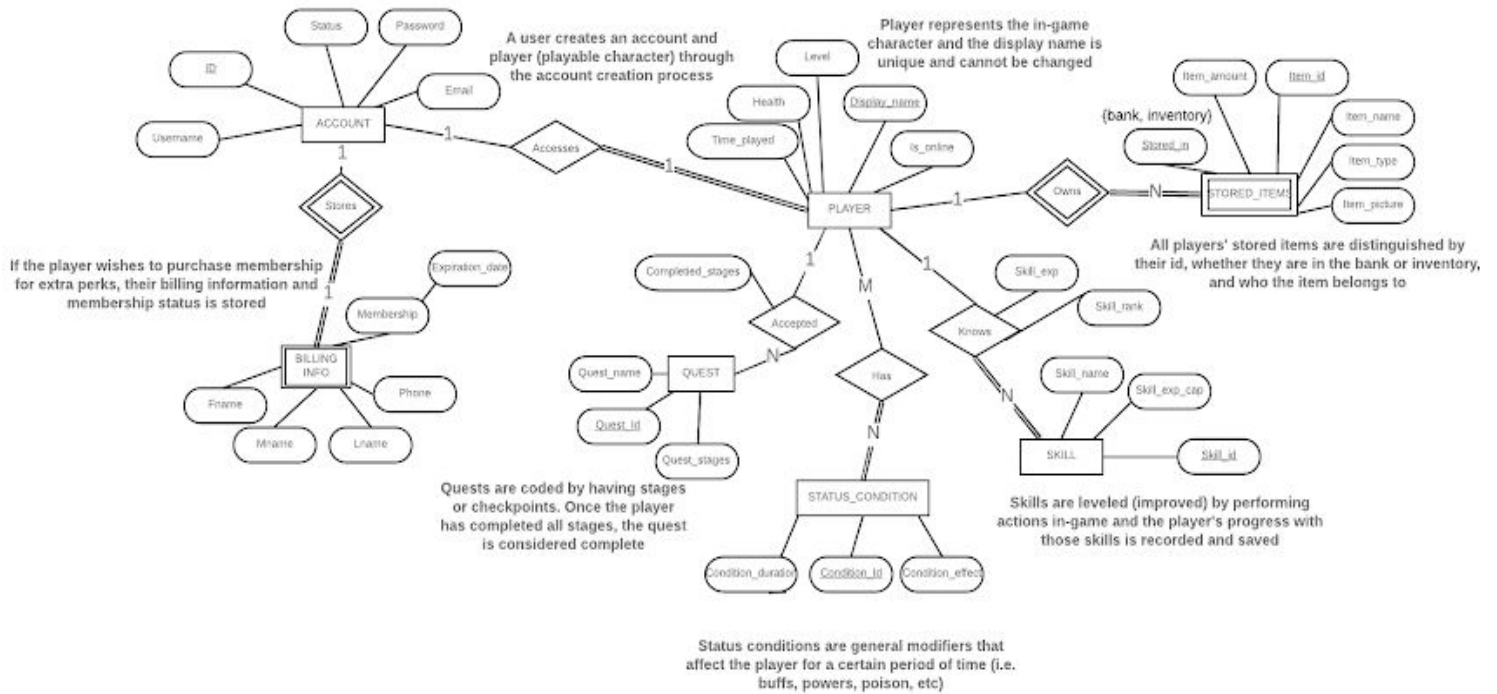 Status
Password
ID
Email
Username
ACCOUNT
1
1
Stores
1
A user creates an account and
player (playable character) through
the account creation process
Accesses
1
Player represents the in-game
character and the display name is
unique and cannot be changed
Level
Health
Display_name
Time_played
Is_online
PLAYER
1
Owns
N
Item_amount
Item_id
{bank, inventory}
Stored_in
Item_name
Item_type
Item_picture
STORED_ITEMS
All players' stored items are distinguished by
their id, whether they are in the bank or inventory,
and who the item belongs to
If the player wishes to purchase membership
for extra perks, their billing information and
membership status is stored
Expiration_date
Membership
BILLING
INFO
Phone
Fname
Mname
Lname
1
Completied_stages
Accepted
N
Quest_name
QUEST
Quest_Id
Quest_stages
Quests are coded by having stages
or checkpoints. Once the player
has completed all stages, the quest
is considered complete
M
Has
N
STATUS_CONDITION
Condition_duration
Condition_Id
Condition_effect
Status conditions are general modifiers that
affect the player for a certain period of time (i.e.
buffs, powers, poison, etc)
1
Skill_exp
Skill_rank
Knows
N
Skill_name
Skill_exp_cap
SKILL
Skill_id
Skills are leveled (improved) by performing
actions in-game and the player's progress with
those skills is recorded and saved